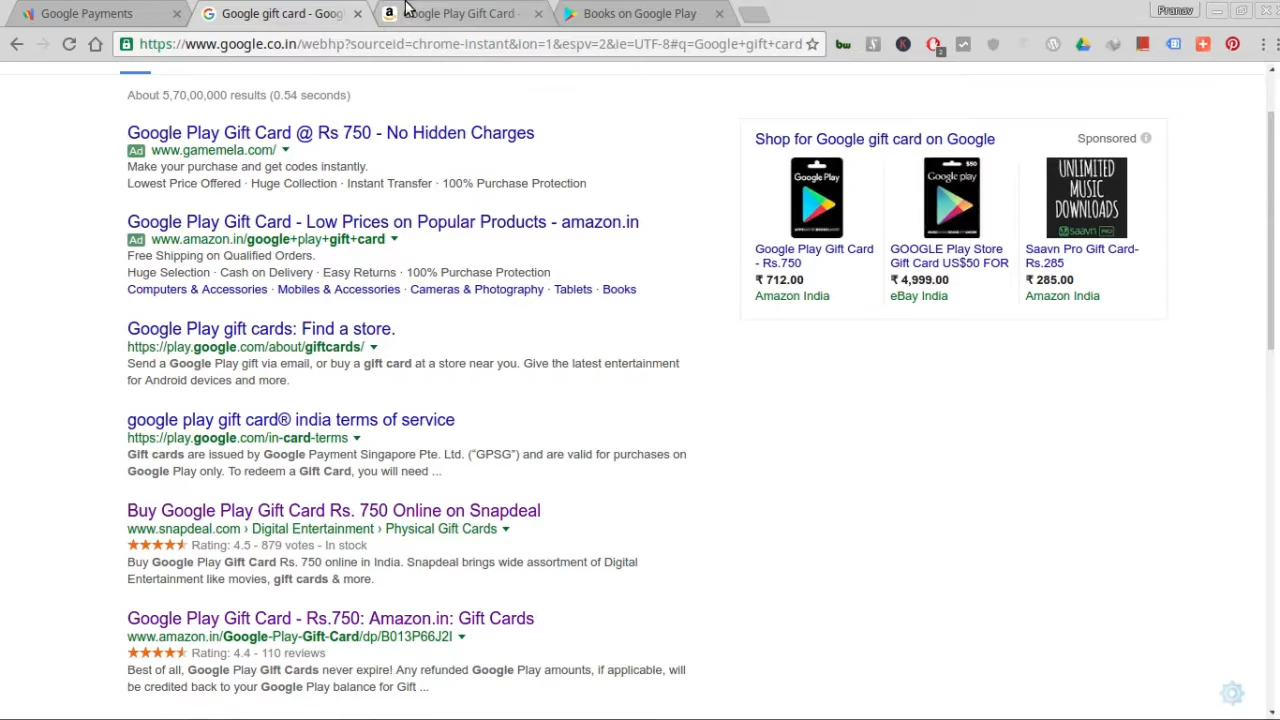 Google Payments
Google gift card - Goog
Google Play Gift Card -
Books on Google Play
Pranav
https://www.google.co.in/webhp?sourceid=chrome-instant&ion=1&espv=2&ie=UTF-8#q=Google+gift+card
bw
S
K
2
About 5,70,00,000 results (0.54 seconds)
Google Play Gift Card @ Rs 750 - No Hidden Charges
Ad www.gamemela.com/
Make your purchase and get codes instantly.
Lowest Price Offered · Huge Collection · Instant Transfer · 100% Purchase Protection
Google Play Gift Card - Low Prices on Popular Products - amazon.in
Ad www.amazon.in/google+play+gift+card
Free Shipping on Qualified Orders.
Huge Selection · Cash on Delivery · Easy Returns · 100% Purchase Protection
Computers & Accessories · Mobiles & Accessories · Cameras & Photography · Tablets · Books
Google Play gift cards: Find a store.
https://play.google.com/about/giftcards/
Send a Google Play gift via email, or buy a gift card at a store near you. Give the latest entertainment
for Android devices and more.
google play gift card® india terms of service
https://play.google.com/in-card-terms
Gift cards are issued by Google Payment Singapore Pte. Ltd. (“GPSG”) and are valid for purchases on
Google Play only. To redeem a Gift Card, you will need ...
Buy Google Play Gift Card Rs. 750 Online on Snapdeal
www.snapdeal.com › Digital Entertainment › Physical Gift Cards
Rating: 4.5 - 879 votes - In stock
Buy Google Play Gift Card Rs. 750 online in India. Snapdeal brings wide assortment of Digital
Entertainment like movies, gift cards & more.
Google Play Gift Card - Rs.750: Amazon.in: Gift Cards
www.amazon.in/Google-Play-Gift-Card/dp/B013P66J2I
Rating: 4.4 - 110 reviews
Best of all, Google Play Gift Cards never expire! Any refunded Google Play amounts, if applicable, will
be credited back to your Google Play balance for Gift ...
Shop for Google gift card on Google
Sponsored
Google Play
$50
Google play
UNLIMITED
MUSIC
DOWNLOADS
saavn PRO
Google Play Gift Card
- Rs.750
₹ 712.00
Amazon India
GOOGLE Play Store
Gift Card US$50 FOR
₹ 4,999.00
eBay India
Saavn Pro Gift Card-
Rs.285
₹ 285.00
Amazon India